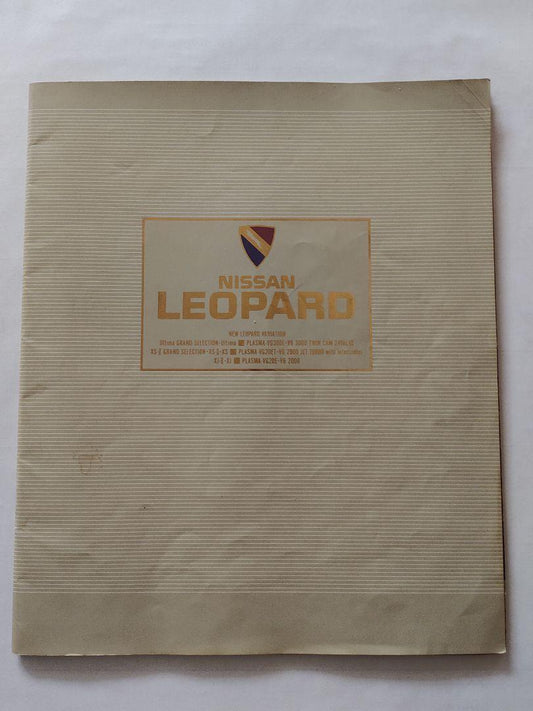 NISSAN
LEOPARD
NEW LEOPARD VARIATION
Ultima GRAND SELECTION・Ultima PLASMA-VG30DE・V6 3000 TWIN CAM 24VALVE
XS-Ⅱ GRAND SELECTION・XS-Ⅱ・XS PLASMA-VG20ET・V6 2000 JET TURBO with intercooler
XJ-Ⅱ・XJ PLASMA-VG20E・V6 2000